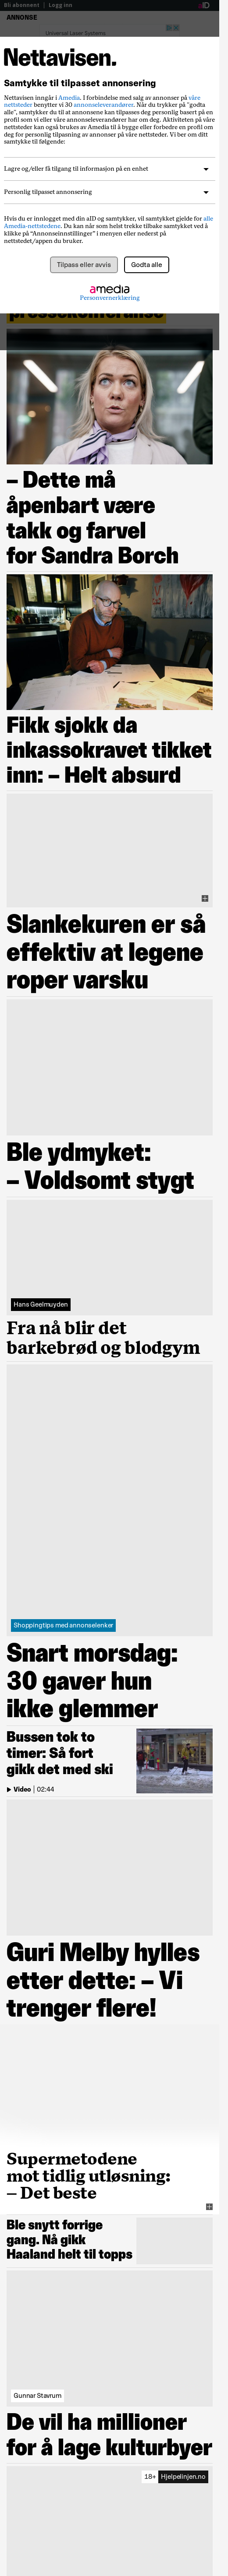 Bli abonnent | Logg inn
ANNONSE
Universal Laser Systems
Nettavisen.
Samtykke til tilpasset annonsering
Nettavisen inngår i Amedia. I forbindelse med salg av annonser på våre
nettsteder benytter vi 30 annonseleverandører. Når du trykker på "godta
alle", samtykker du til at annonsene kan tilpasses deg personlig basert på en
profil som vi eller våre annonseleverandører har om deg. Aktiviteten på våre
nettsteder kan også brukes av Amedia til å bygge eller forbedre en profil om
deg for personlig tilpasning av annonser på våre nettsteder. Vi ber om ditt
samtykke til følgende:
Lagre og/eller få tilgang til informasjon på en enhet
Personlig tilpasset annonsering
Hvis du er innlogget med din aID og samtykker, vil samtykket gjelde for alle
Amedia-nettstedene. Du kan når som helst trekke tilbake samtykket ved å
klikke på “Annonseinnstillinger” i menyen eller nederst på
nettstedet/appen du bruker.
Tilpass eller avvis
Godta alle
amedia
Personvernerklæring
pressekonferanse
– Dette må
åpenbart være
takk og farvel
for Sandra Borch
Fikk sjokk da
inkassokravet tikket
inn: – Helt absurd
Slankekuren er så
effektiv at legene
roper varsku
Ble ydmyket:
– Voldsomt stygt
Hans Geelmuyden
Fra nå blir det
barkebrød og blodgym
Shoppingtips med annonselenker
Snart morsdag:
30 gaver hun
ikke glemmer
Bussen tok to
timer: Så fort
gikk det med ski
Video | 02:44
Guri Melby hylles
etter dette: – Vi
trenger flere!
Supermetodene
mot tidlig utløsning:
– Det beste
Ble snytt forrige
gang. Nå gikk
Haaland helt til topps
Gunnar Stavrum
De vil ha millioner
for å lage kulturbyer
18+ Hjelpelinjen.no